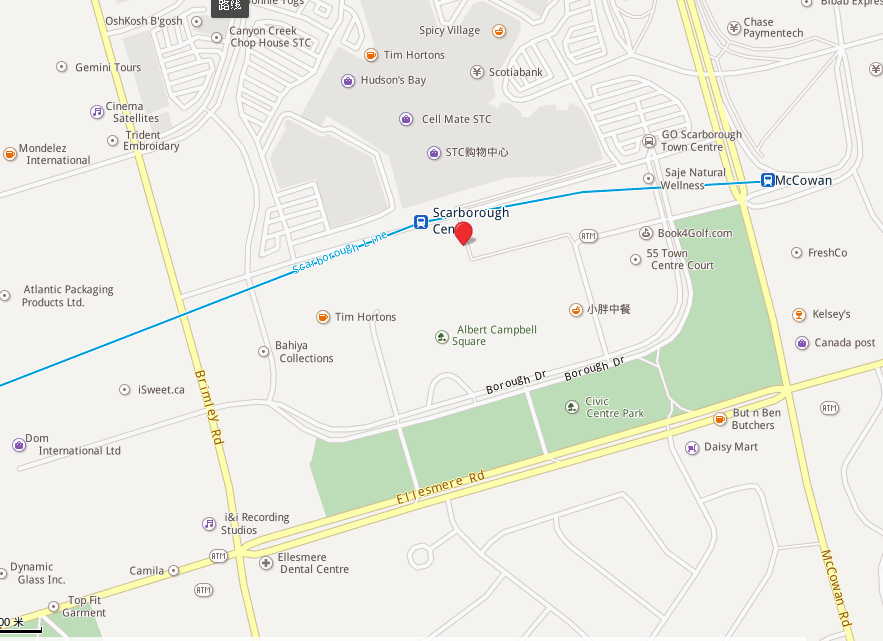 路线
Bonnie Togs
OshKosh B'gosh
Canyon Creek
Chop House STC
Spicy Village
Chase
Paymentech
Bibab Expres
Gemini Tours
Tim Hortons
Hudson's Bay
Scotiabank
Cinema
Satellites
Cell Mate STC
Trident
Embroidary
GO Scarborough
Town Centre
Mondelez
International
STC购物中心
Saje Natural
Wellness
McCowan
Scarborough
Cen
Scarborough Line
ATM
Book4Golf.com
55 Town
Centre Court
FreshCo
Atlantic Packaging
Products Ltd.
Tim Hortons
小胖中餐
Kelsey's
Albert Campbell
Square
Canada post
Bahiya
Collections
Borough Dr
Borough Dr
iSweet.ca
Brimley Rd
Civic
Centre Park
ATM
But n Ben
Butchers
Dom
International Ltd
Daisy Mart
Ellesmere Rd
i&i Recording
Studios
ATM
Ellesmere
Dental Centre
Dynamic
Glass Inc.
Camila
ATM
McCowan Rd
Top Fit
Garment
00 米